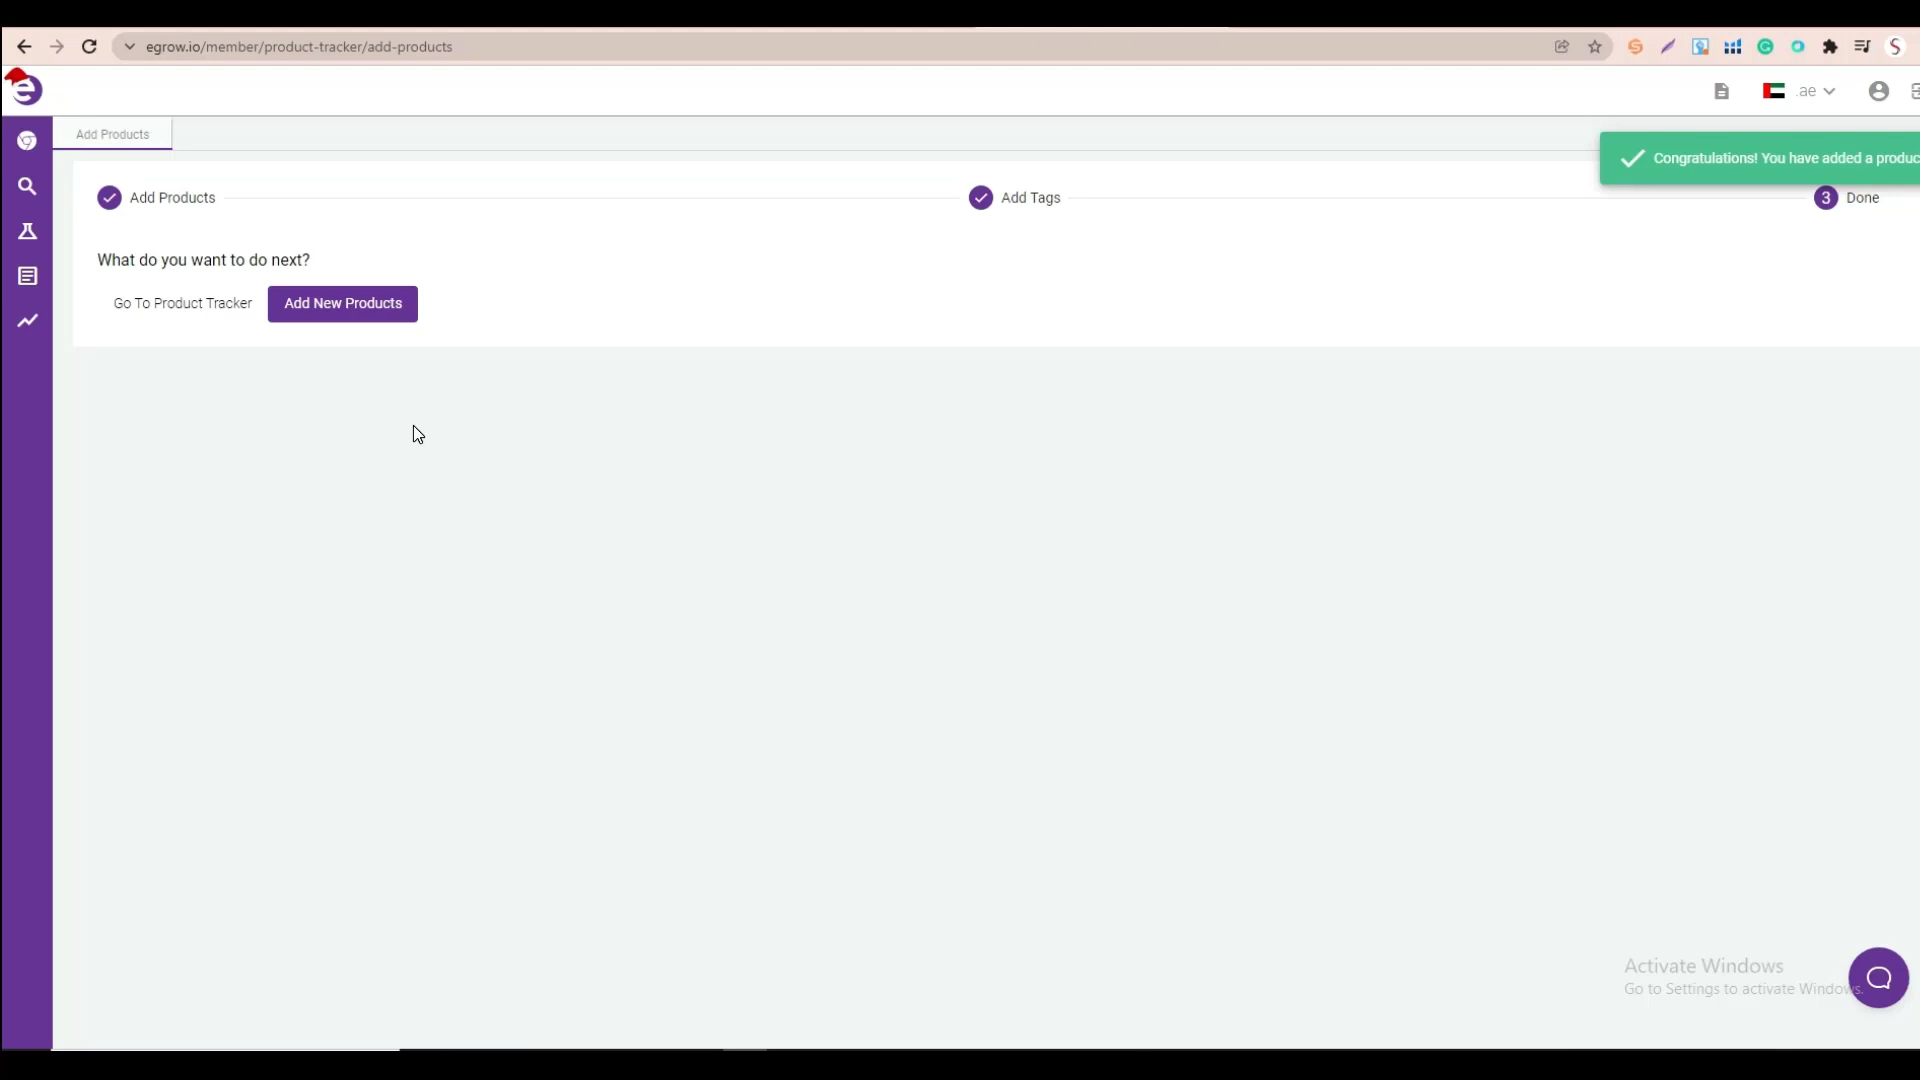 egrow.io/member/product-tracker/add-products
.ae
Add Products
Congratulations! You have added a produc
Add Products
Add Tags
3 Done
What do you want to do next?
Go To Product Tracker
Add New Products
Activate Windows
Go to Settings to activate Windows.